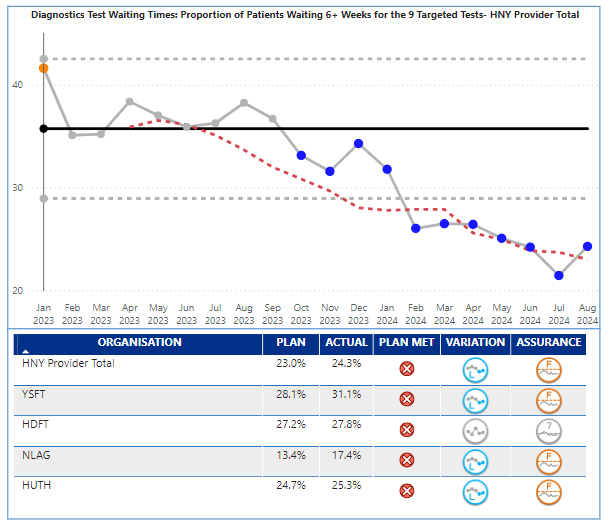 Diagnostics Test Waiting Times: Proportion of Patients Waiting 6+ Weeks for the 9 Targeted Tests- HNY Provider Total
40
30
20
Jan Feb Mar Apr May Jun Jul Aug Sep Oct Nov Dec Jan Feb Mar Apr May Jun Jul Aug
2023 2023 2023 2023 2023 2023 2023 2023 2023 2023 2023 2023 2024 2024 2024 2024 2024 2024 2024 2024
ORGANISATION PLAN ACTUAL PLAN MET VARIATION ASSURANCE
HNY Provider Total 23.0% 24.3% L F
YSFT 28.1% 31.1% L F
HDFT 27.2% 27.8% ?
NLAG 13.4% 17.4% L F
HUTH 24.7% 25.3% L F